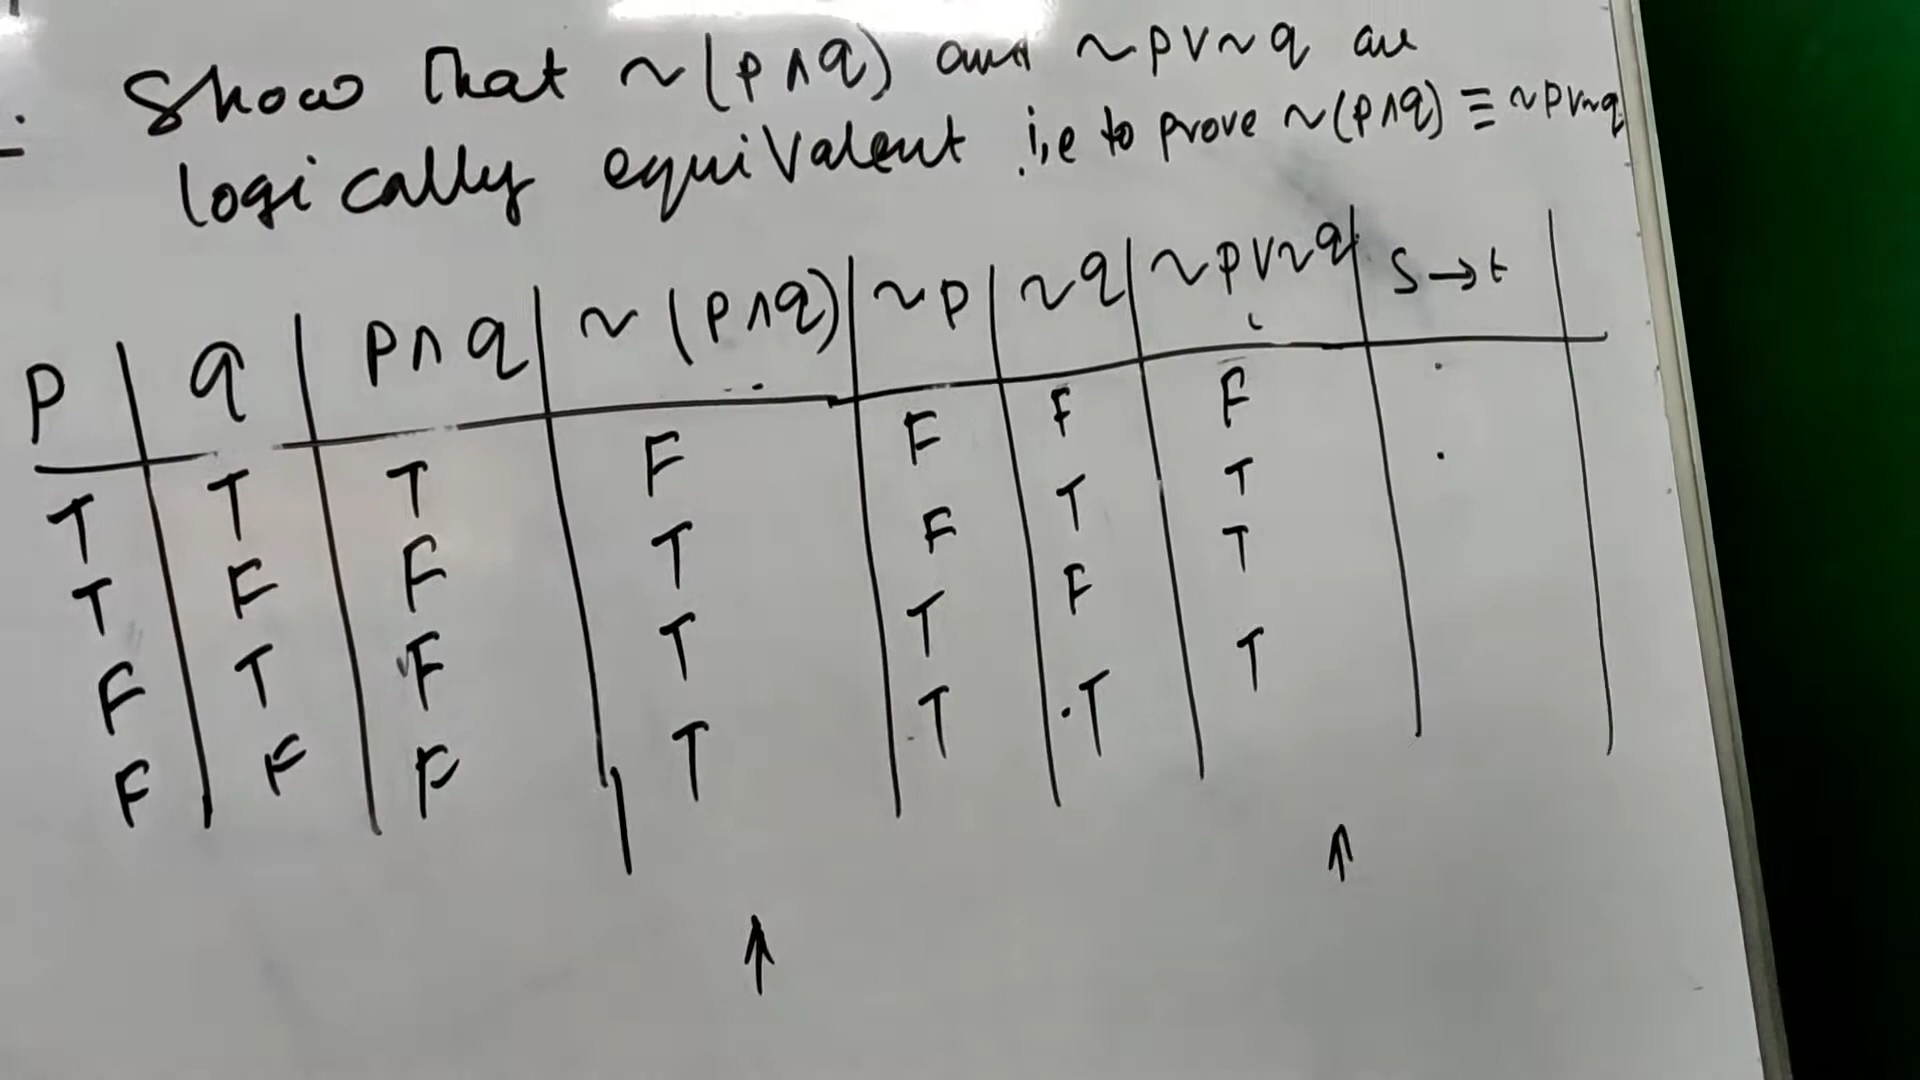 Show that ~(p∧q) and ~p∨~q are
logically equivalent i,e to prove ~(p∧q) ≡ ~p∨~q
P q p∧q ~(p∧q) ~p ~q ~p∨~q S→t
T T T F F F F
T F F T F T T
F T F T T F T
F F F T T T T
↑ ↑